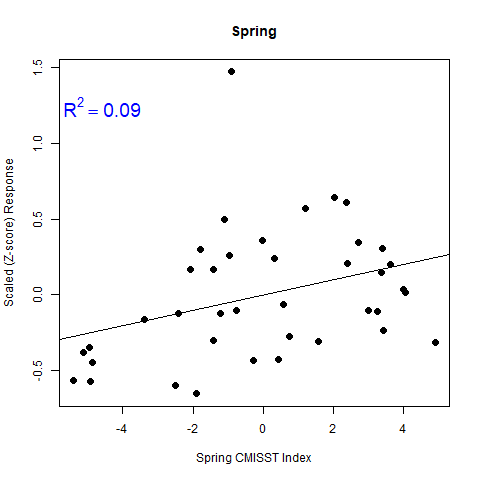 Spring
R² = 0.09
Scaled (Z-score) Response
1.5
1.0
0.5
0.0
-0.5
-4 -2 0 2 4
Spring CMISST Index